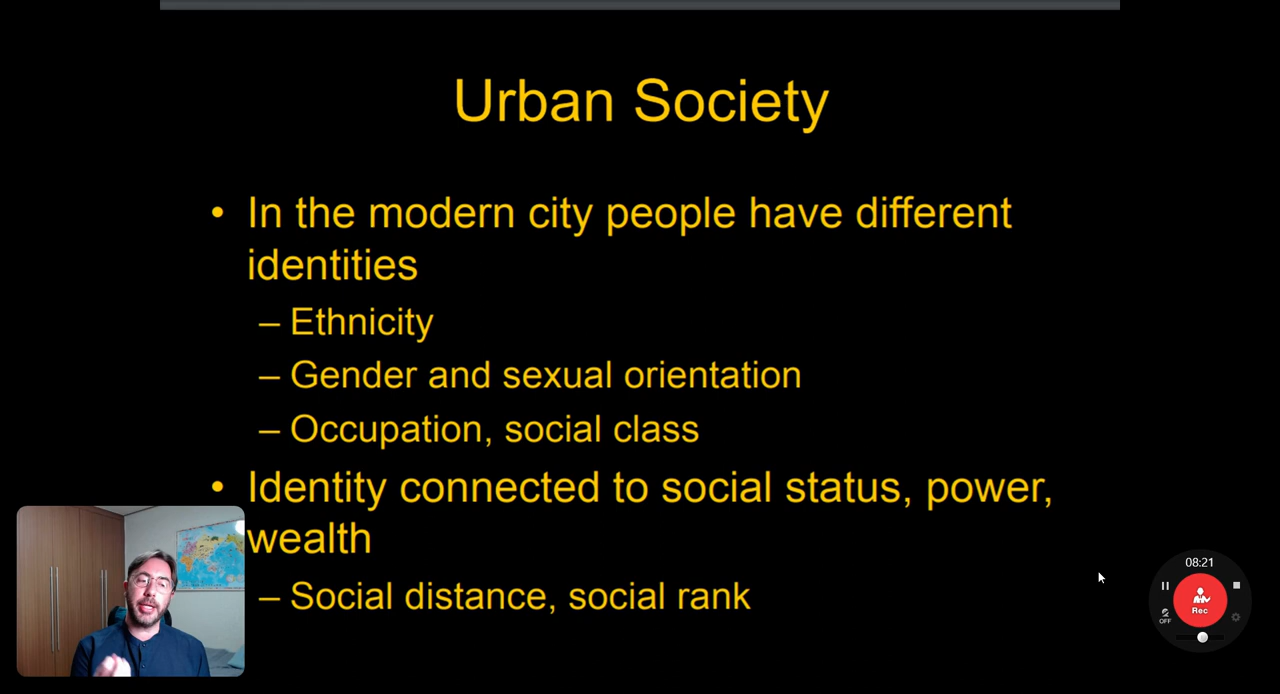 Urban Society
• In the modern city people have different
identities
– Ethnicity
– Gender and sexual orientation
– Occupation, social class
• Identity connected to social status, power,
wealth
– Social distance, social rank
08:21
Rec
OFF